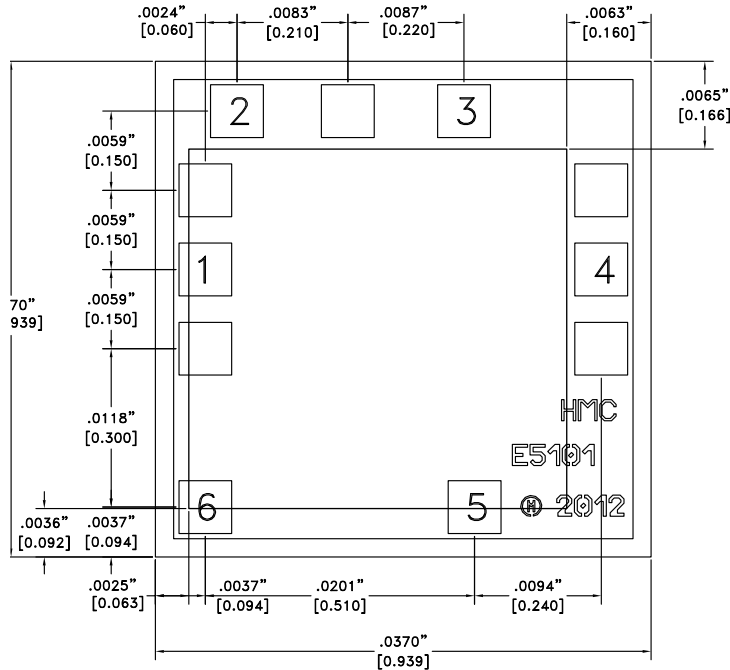 .0024" .0083" .0087" .0063"
[0.060] [0.210] [0.220] [0.160]
2 3
.0065"
[0.166]
.0059"
[0.150]
.0059"
[0.150]
1 4
.0059"
[0.150]
70"
939]
.0118"
[0.300]
HMC
E5101
6 5 H 2012
.0036" .0037"
[0.092] [0.094]
.0025" .0037" .0201" .0094"
[0.063] [0.094] [0.510] [0.240]
.0370"
[0.939]